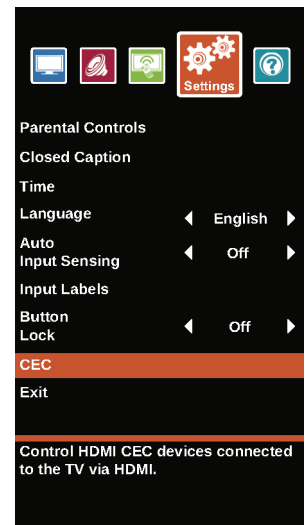 Settings
Parental Controls
Closed Caption
Time
Language English
Auto
Input Sensing Off
Input Labels
Button
Lock Off
CEC
Exit
Control HDMI CEC devices connected
to the TV via HDMI.